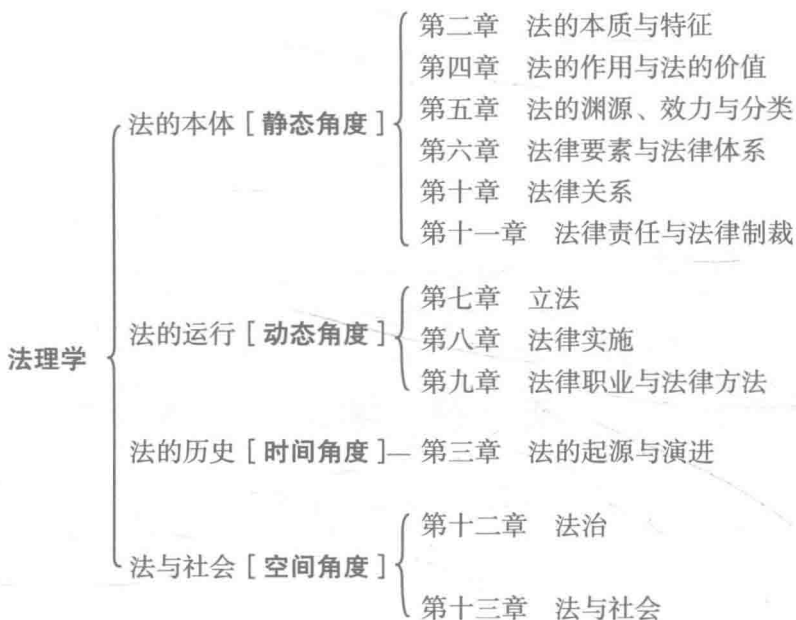 第二章 法的本质与特征
第四章 法的作用与法的价值
法的本体[静态角度] 第五章 法的渊源、效力与分类
第六章 法律要素与法律体系
第十章 法律关系
第十一章 法律责任与法律制裁
第七章 立法
法的运行[动态角度] 第八章 法律实施
第九章 法律职业与法律方法
法理学
法的历史[时间角度]— 第三章 法的起源与演进
第十二章 法治
法与社会[空间角度]
第十三章 法与社会